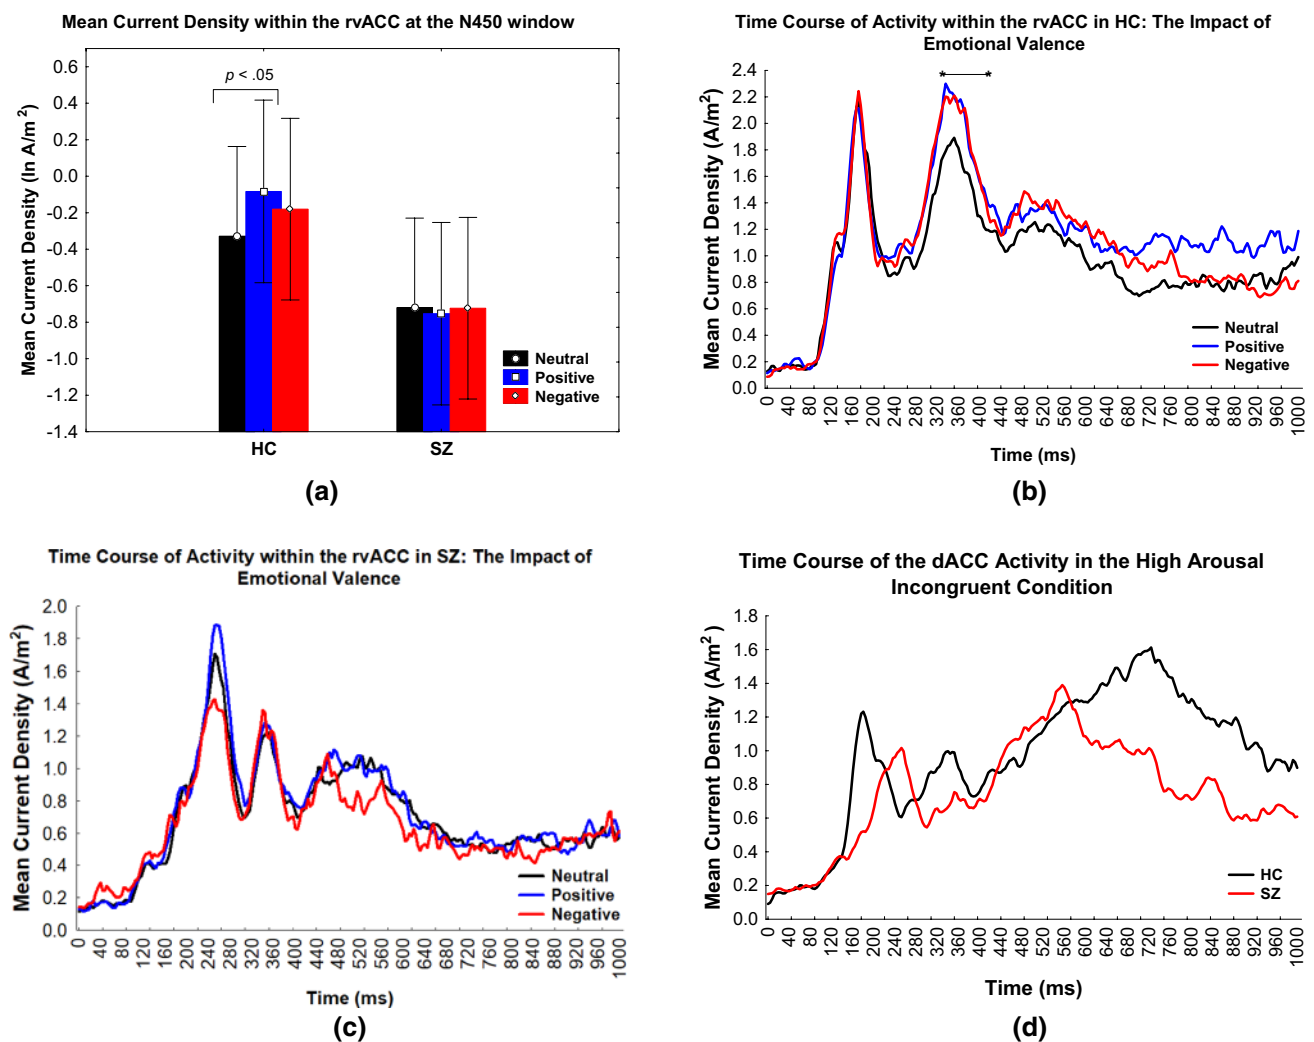 Mean Current Density within the rvACC at the N450 window
Mean Current Density (ln A/m²)
0.6
0.4
0.2
0.0
-0.2
-0.4
-0.6
-0.8
-1.0
-1.2
-1.4
p < .05
Neutral
Positive
Negative
HC SZ
(a)
Time Course of Activity within the rvACC in HC: The Impact of
Emotional Valence
Mean Current Density (A/m²)
2.4
2.2
2.0
1.8
1.6
1.4
1.2
1.0
0.8
0.6
0.4
0.2
0.0
* *
Neutral
Positive
Negative
0 40 80 120 160 200 240 280 320 360 400 440 480 520 560 600 640 680 720 760 800 840 880 920 960 1000
Time (ms)
(b)
Time Course of Activity within the rvACC in SZ: The Impact of
Emotional Valence
Mean Current Density (A/m²)
2.0
1.8
1.6
1.4
1.2
1.0
0.8
0.6
0.4
0.2
0.0
Neutral
Positive
Negative
0 40 80 120 160 200 240 280 320 360 400 440 480 520 560 600 640 680 720 760 800 840 880 920 960 1000
Time (ms)
(c)
Time Course of the dACC Activity in the High Arousal
Incongruent Condition
Mean Current Density (A/m²)
1.8
1.6
1.4
1.2
1.0
0.8
0.6
0.4
0.2
0.0
HC
SZ
0 40 80 120 160 200 240 280 320 360 400 440 480 520 560 600 640 680 720 760 800 840 880 920 960 1000
Time (ms)
(d)